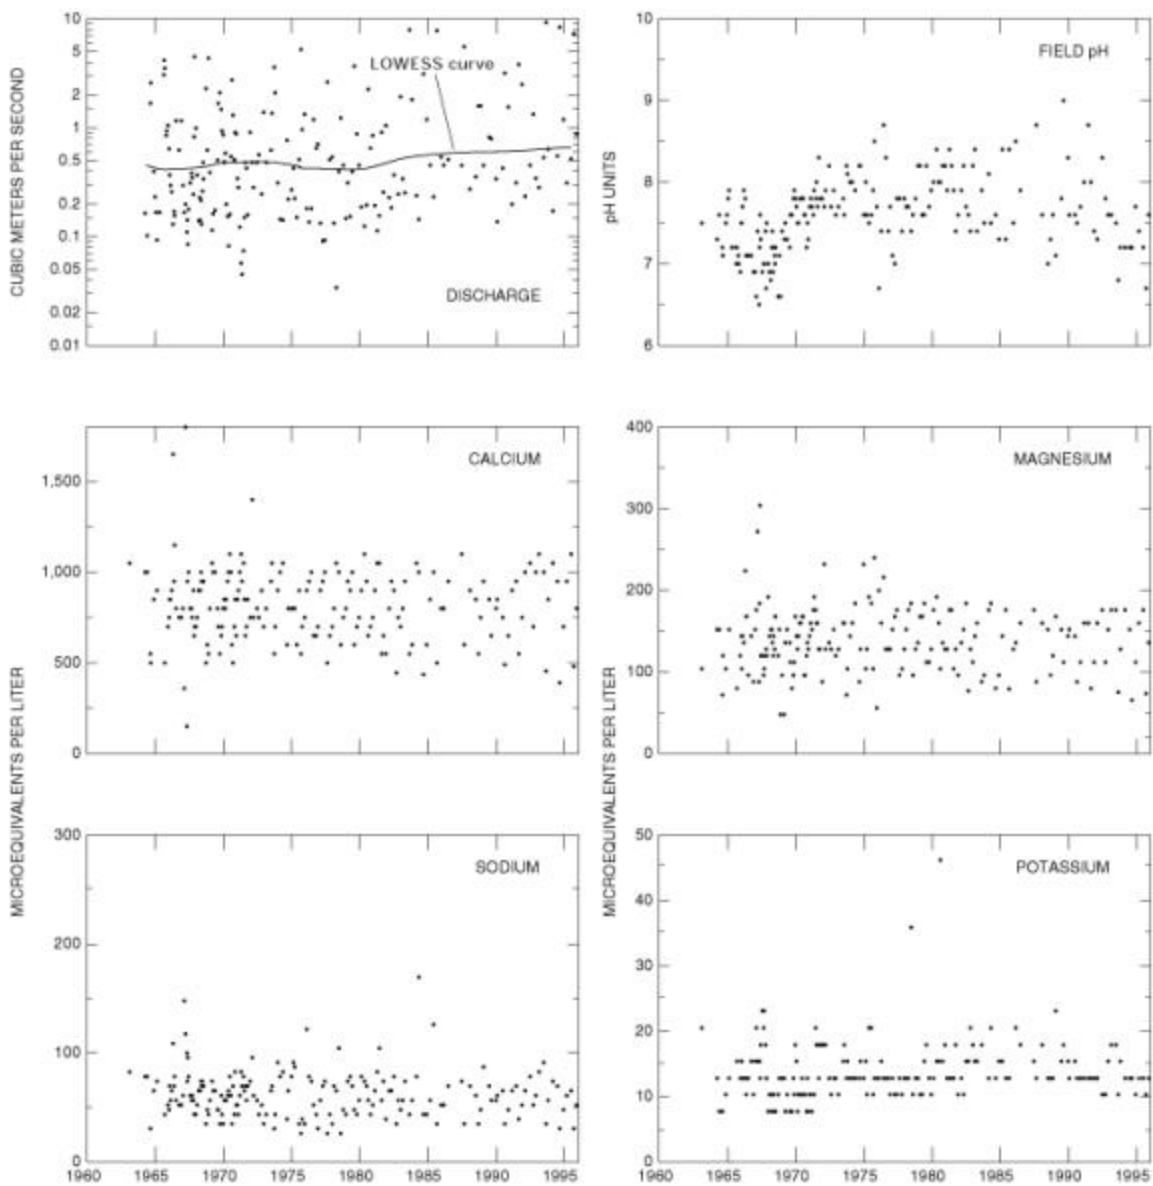 10
5
2
1
0.5
0.2
0.1
0.05
0.02
0.01
CUBIC METERS PER SECOND
LOWESS curve
DISCHARGE
10
9
8
7
6
pH UNITS
FIELD pH
1,500
1,000
500
0
MICROEQUIVALENTS PER LITER
CALCIUM
400
300
200
100
0
MICROEQUIVALENTS PER LITER
MAGNESIUM
300
200
100
0
SODIUM
1960 1965 1970 1975 1980 1985 1990 1995
50
40
30
20
10
0
POTASSIUM
1960 1965 1970 1975 1980 1985 1990 1995